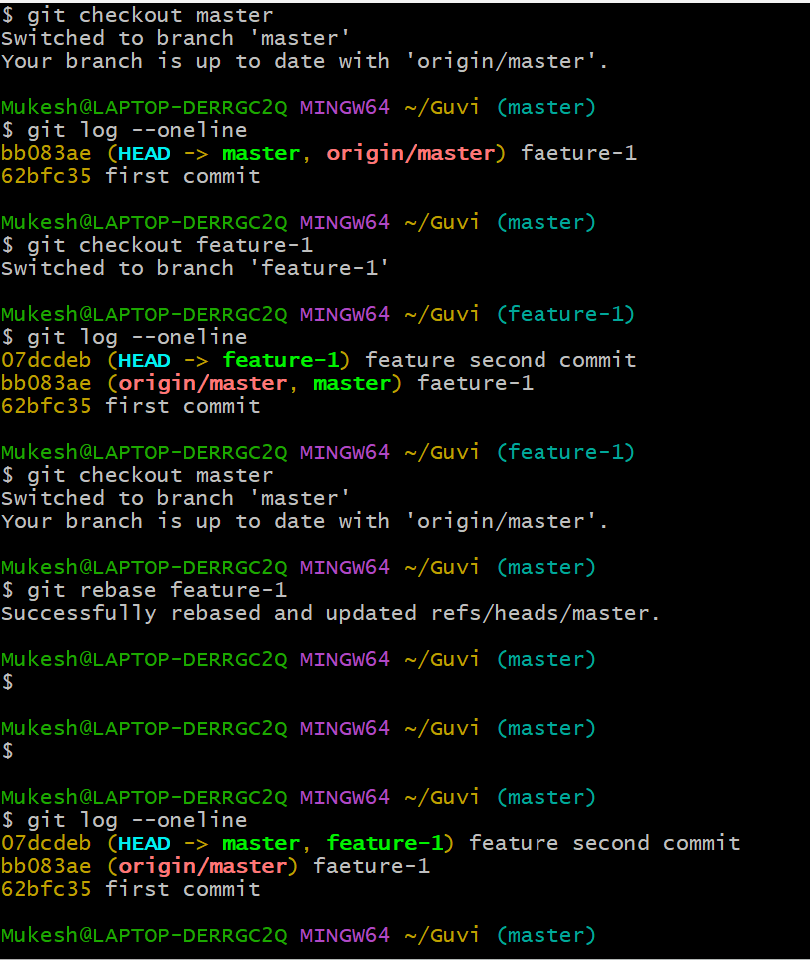 $ git checkout master
Switched to branch 'master'
Your branch is up to date with 'origin/master'.
Mukesh@LAPTOP-DERRGC2Q MINGW64 ~/Guvi (master)
$ git log --oneline
bb083ae (HEAD -> master, origin/master) faeture-1
62bfc35 first commit
Mukesh@LAPTOP-DERRGC2Q MINGW64 ~/Guvi (master)
$ git checkout feature-1
Switched to branch 'feature-1'
Mukesh@LAPTOP-DERRGC2Q MINGW64 ~/Guvi (feature-1)
$ git log --oneline
07dcdeb (HEAD -> feature-1) feature second commit
bb083ae (origin/master, master) faeture-1
62bfc35 first commit
Mukesh@LAPTOP-DERRGC2Q MINGW64 ~/Guvi (feature-1)
$ git checkout master
Switched to branch 'master'
Your branch is up to date with 'origin/master'.
Mukesh@LAPTOP-DERRGC2Q MINGW64 ~/Guvi (master)
$ git rebase feature-1
Successfully rebased and updated refs/heads/master.
Mukesh@LAPTOP-DERRGC2Q MINGW64 ~/Guvi (master)
$
Mukesh@LAPTOP-DERRGC2Q MINGW64 ~/Guvi (master)
$
Mukesh@LAPTOP-DERRGC2Q MINGW64 ~/Guvi (master)
$ git log --oneline
07dcdeb (HEAD -> master, feature-1) feature second commit
bb083ae (origin/master) faeture-1
62bfc35 first commit
Mukesh@LAPTOP-DERRGC2Q MINGW64 ~/Guvi (master)